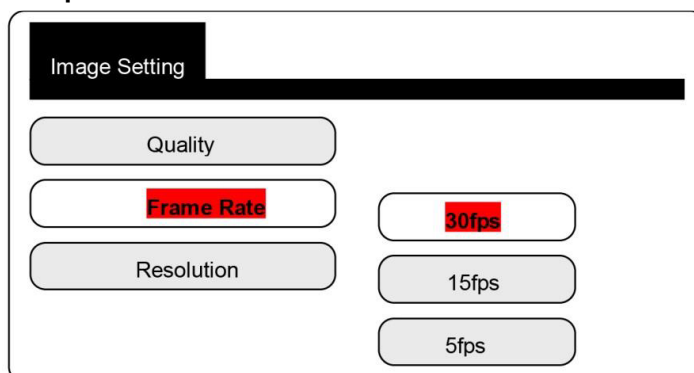 Image Setting
Quality
Frame Rate
30fps
Resolution
15fps
5fps